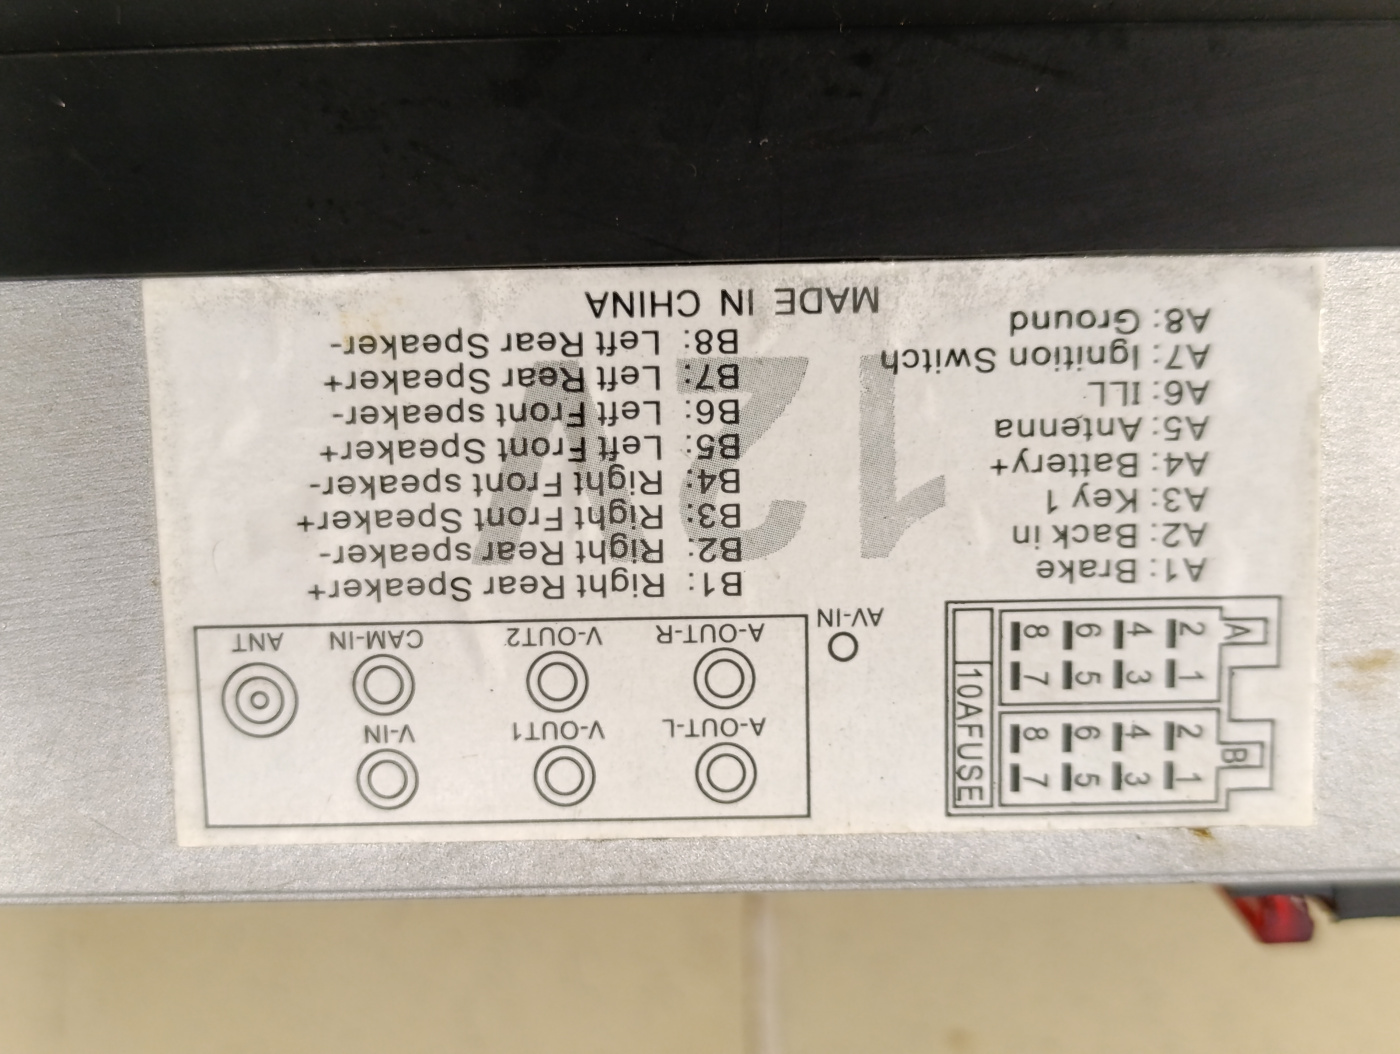 10AFUSE
B
1 3 5 7
2 4 6 8
A
1 3 5 7
2 4 6 8
AV-IN
A-OUT-L V-OUT1 V-IN
A-OUT-R V-OUT2 CAM-IN ANT
A1: Brake
A2: Back in
A3: Key 1
A4: Battery+
A5: Antenna
A6: ILL
A7: Ignition Switch
A8: Ground
B1: Right Rear Speaker+
B2: Right Rear speaker-
B3: Right Front Speaker+
B4: Right Front speaker-
B5: Left Front Speaker+
B6: Left Front speaker-
B7: Left Rear Speaker+
B8: Left Rear Speaker-
12V
MADE IN CHINA